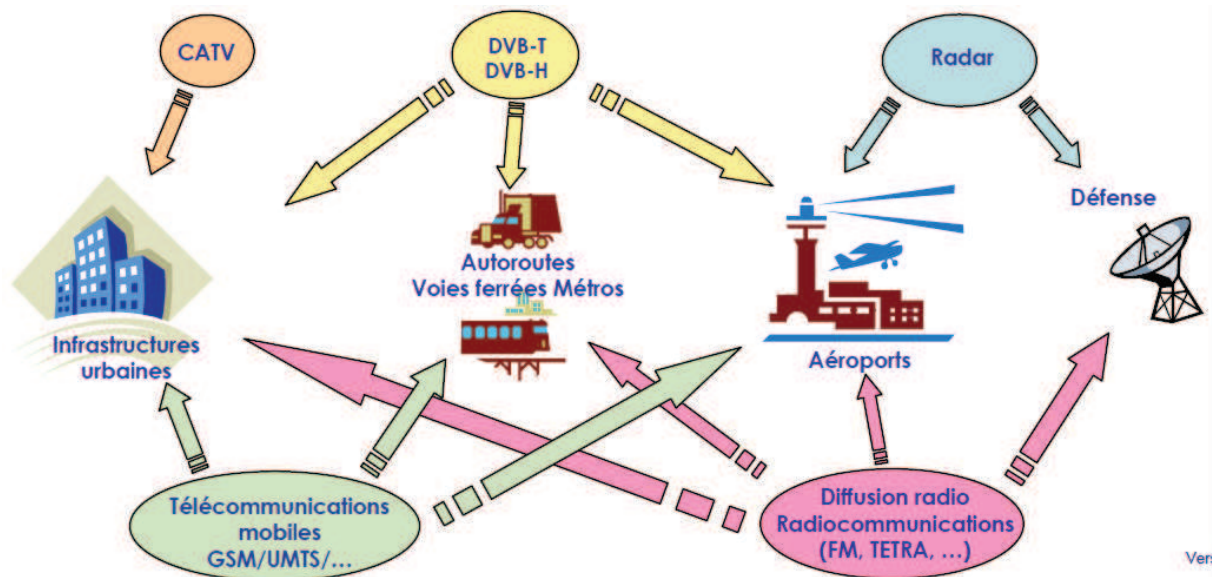 CATV
DVB-T
DVB-H
Radar
Défense
Autoroutes
Voies ferrées Métros
Infrastructures
urbaines
Aéroports
Télécommunications
mobiles
GSM/UMTS/...
Diffusion radio
Radiocommunications
(FM, TETRA, ...)
Vers